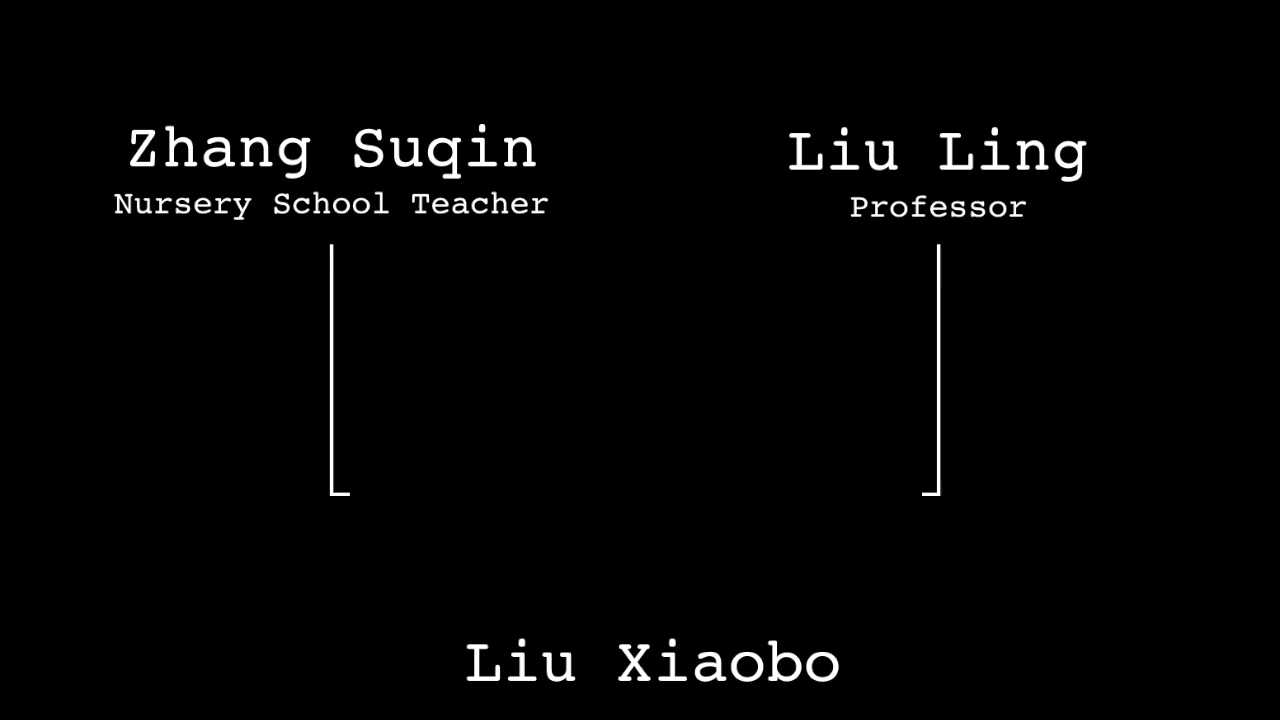 Zhang Suqin
Nursery School Teacher
Liu Ling
Professor
Liu Xiaobo